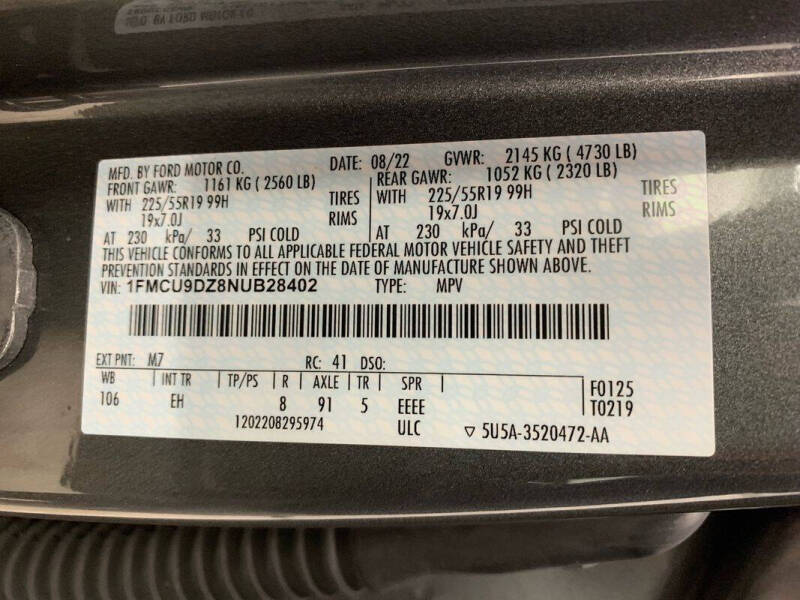 MFD. BY FORD MOTOR CO. DATE: 08/22 GVWR: 2145 KG ( 4730 LB)
FRONT GAWR: 1161 KG ( 2560 LB) REAR GAWR: 1052 KG ( 2320 LB)
WITH 225/55R19 99H TIRES WITH 225/55R19 99H TIRES
19x7.0J RIMS 19x7.0J RIMS
AT 230 kPa/ 33 PSI COLD AT 230 kPa/ 33 PSI COLD
THIS VEHICLE CONFORMS TO ALL APPLICABLE FEDERAL MOTOR VEHICLE SAFETY AND THEFT
PREVENTION STANDARDS IN EFFECT ON THE DATE OF MANUFACTURE SHOWN ABOVE.
VIN: 1FMCU9DZ8NUB28402 TYPE: MPV
EXT PNT: M7 RC: 41 DSO:
WB INT TR TP/PS R AXLE TR SPR F0125
106 EH 8 91 5 EEEE T0219
1202208295974 ULC ▽ 5U5A-3520472-AA